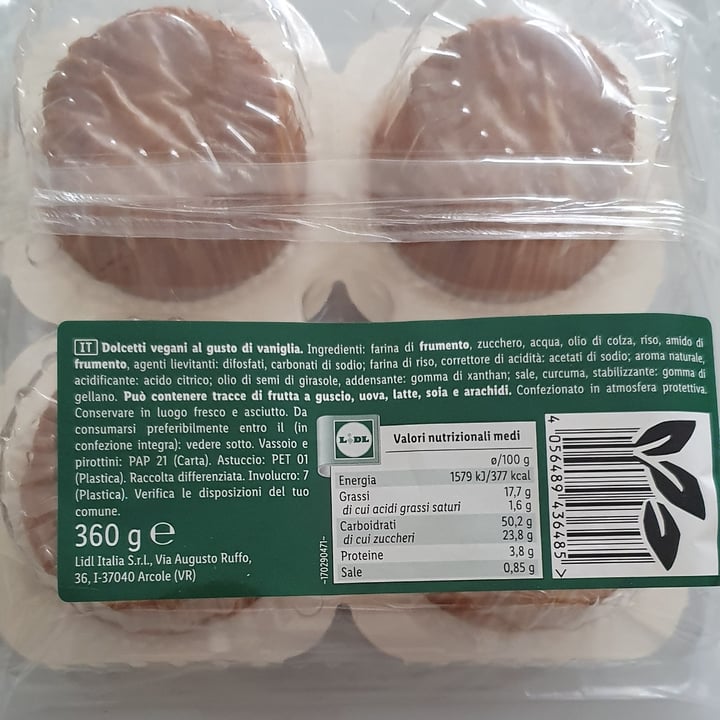 IT Dolcetti vegani al gusto di vaniglia. Ingredienti: farina di frumento, zucchero, acqua, olio di colza, riso, amido di
frumento, agenti lievitanti: difosfati, carbonati di sodio; farina di riso, correttore di acidità: acetati di sodio; aroma naturale,
acidificante: acido citrico; olio di semi di girasole, addensante: gomma di xanthan; sale, curcuma, stabilizzante: gomma di
gellano. Può contenere tracce di frutta a guscio, uova, latte, soia e arachidi. Confezionato in atmosfera protettiva.
Conservare in luogo fresco e asciutto. Da
consumarsi preferibilmente entro il (in
confezione integra): vedere sotto. Vassoio e
pirottini: PAP 21 (Carta). Astuccio: PET 01
(Plastica). Raccolta differenziata. Involucro: 7
(Plastica). Verifica le disposizioni del tuo
comune.
360 g ℮
Lidl Italia S.r.l., Via Augusto Ruffo,
36, I-37040 Arcole (VR)
-170290471-
LIDL
Valori nutrizionali medi
ø/100 g
Energia 1579 kJ/377 kcal
Grassi 17,7 g
di cui acidi grassi saturi 1,6 g
Carboidrati 50,2 g
di cui zuccheri 23,8 g
Proteine 3,8 g
Sale 0,85 g
4 056489 436485 >